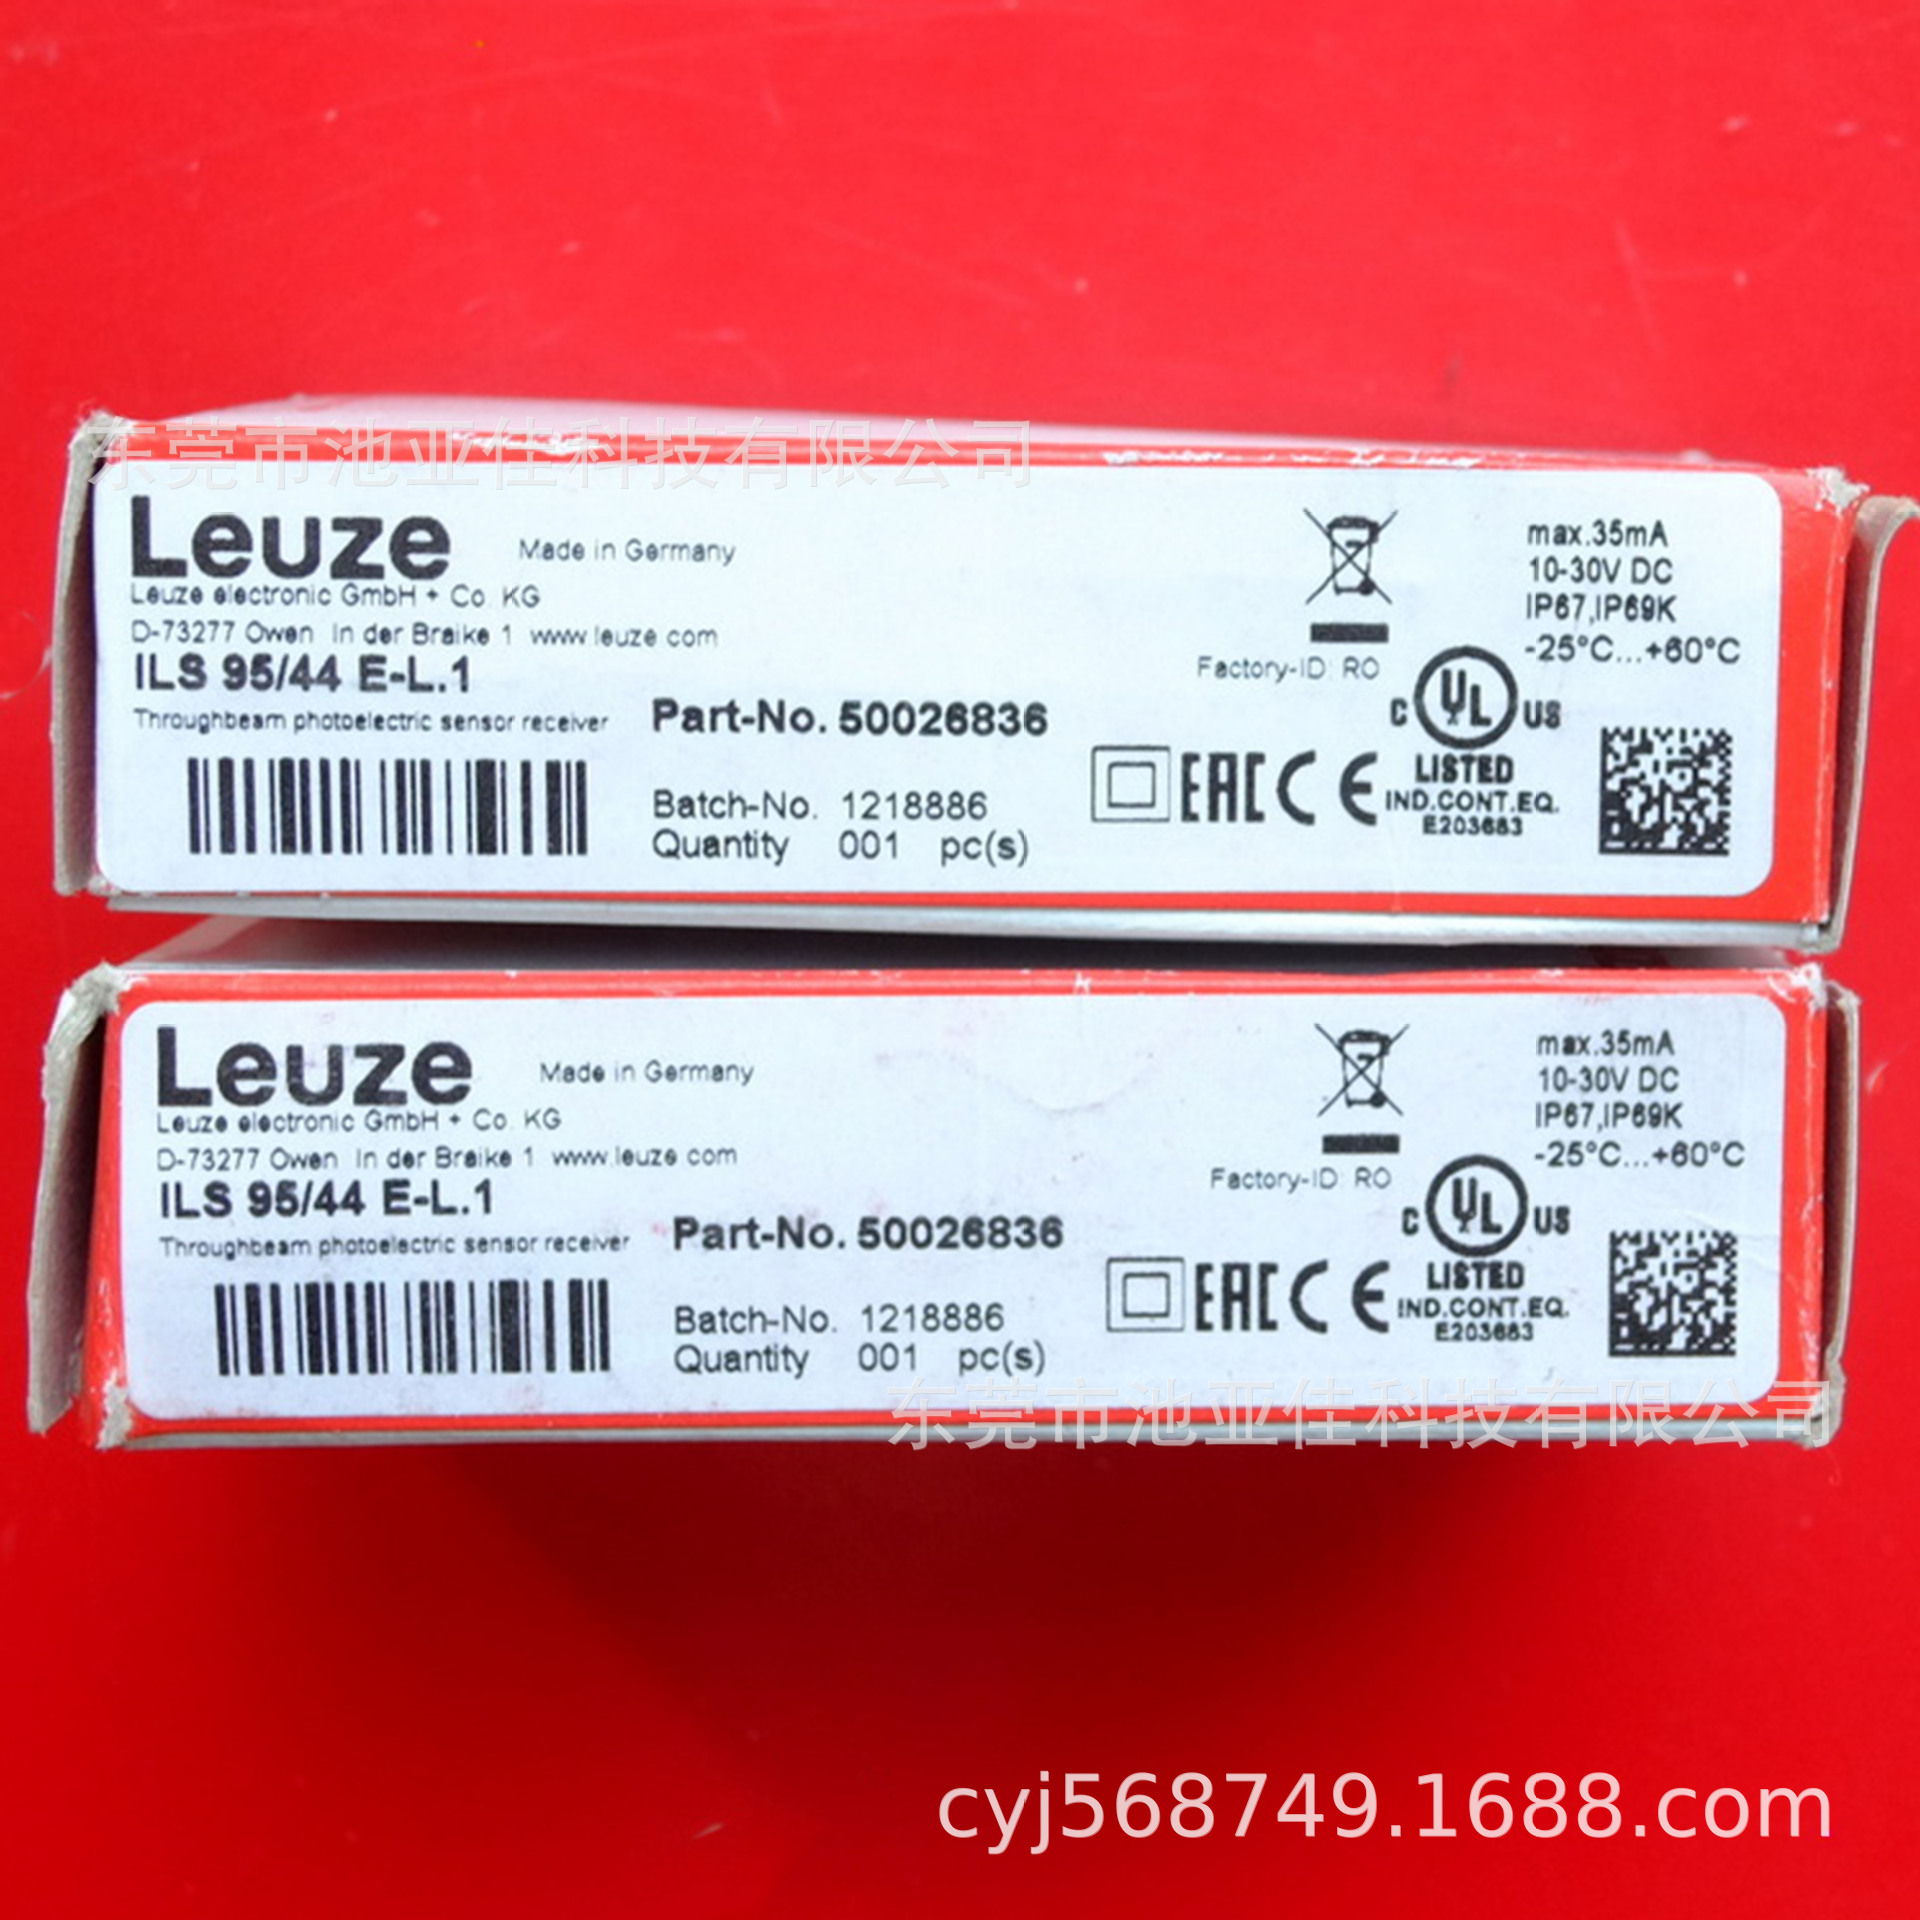 东莞市池亚佳科技有限公司
Leuze Made in Germany
Leuze electronic GmbH + Co. KG
D-73277 Owen In der Braike 1 www.leuze.com
ILS 95/44 E-L.1
Throughbeam photoelectric sensor receiver
Part-No. 50026836
Batch-No. 1218886
Quantity 001 pc(s)
Factory-ID: RO
max.35mA
10-30V DC
IP67,IP69K
-25°C...+60°C
C UL US
LISTED
IND.CONT.EQ.
E203683
EAC CE
Leuze Made in Germany
Leuze electronic GmbH + Co. KG
D-73277 Owen In der Braike 1 www.leuze.com
ILS 95/44 E-L.1
Throughbeam photoelectric sensor receiver
Part-No. 50026836
Batch-No. 1218886
Quantity 001 pc(s)
Factory-ID: RO
max.35mA
10-30V DC
IP67,IP69K
-25°C...+60°C
C UL US
LISTED
IND.CONT.EQ.
E203683
EAC CE
东莞市池亚佳科技有限公司
cyj568749.1688.com